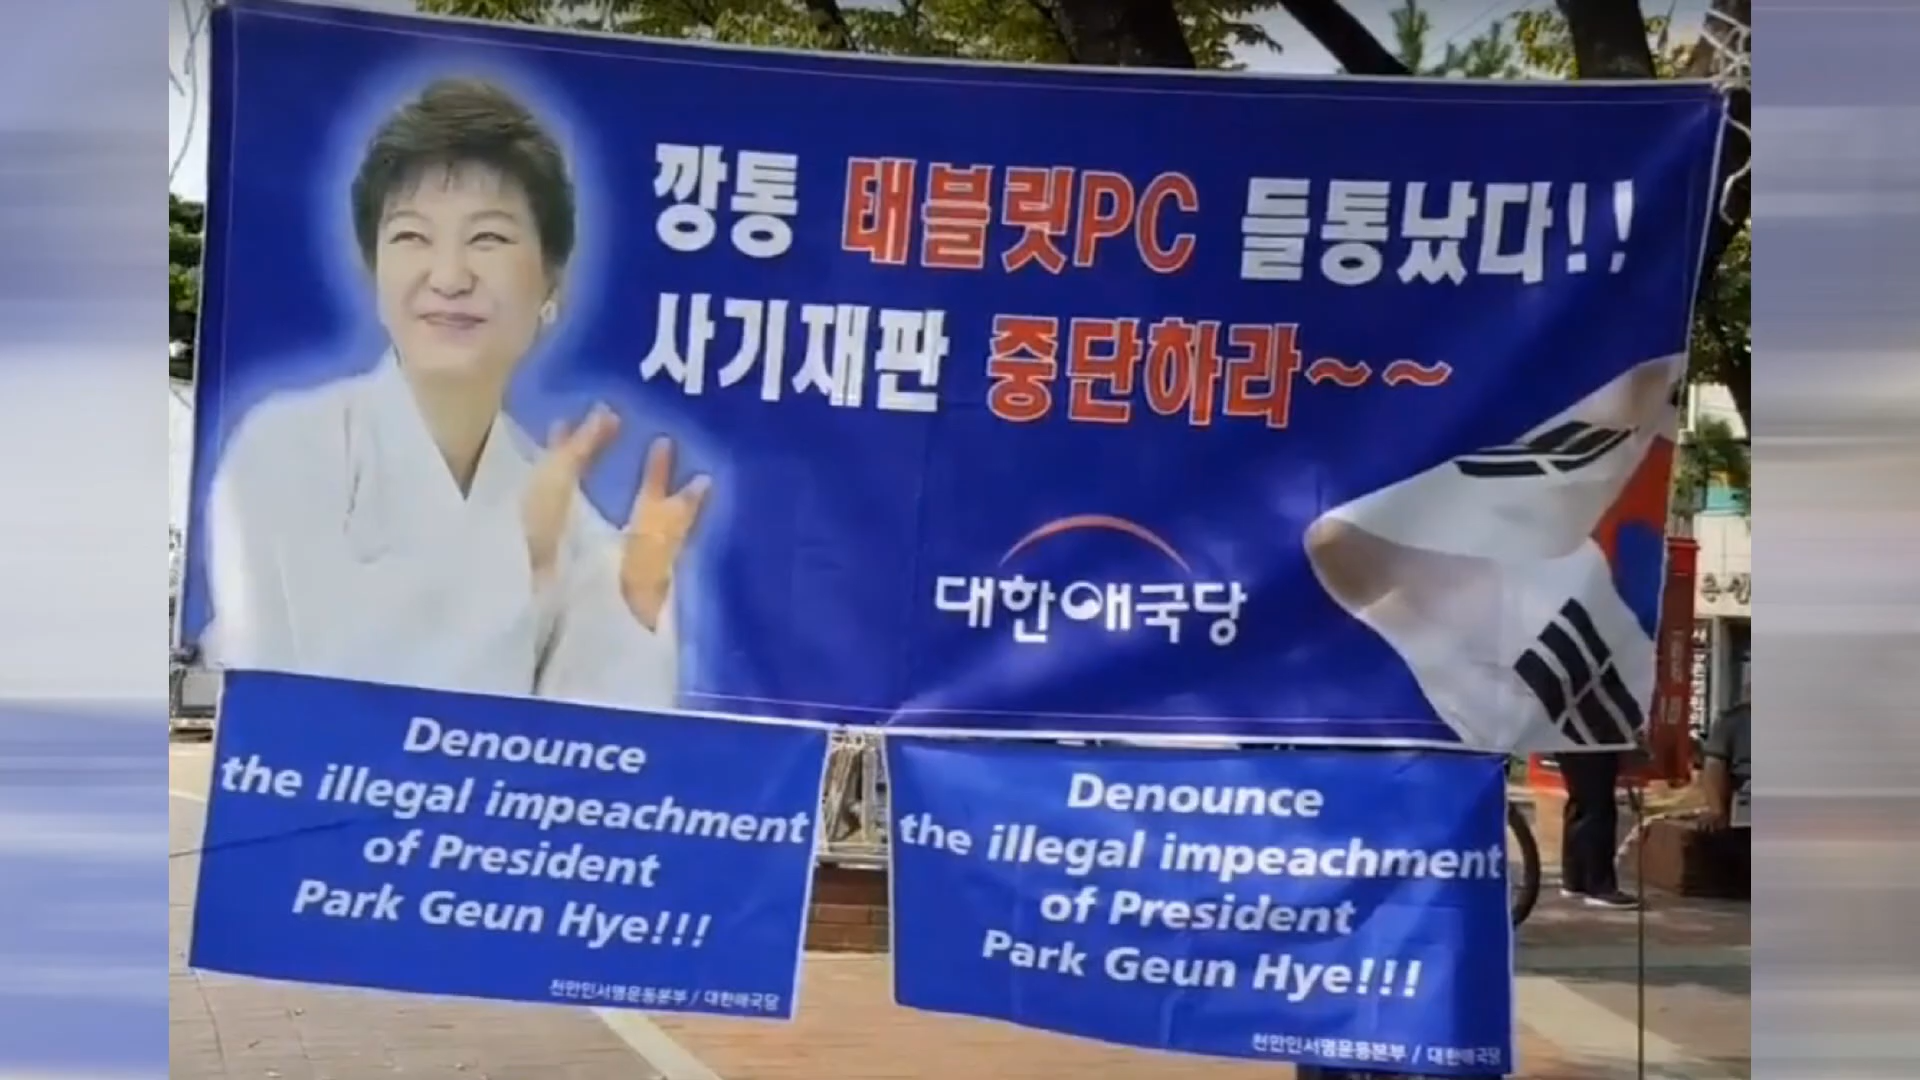 깡통 태블릿PC 들통났다!!
사기재판 중단하라~~
대한애국당
Denounce
the illegal impeachment
of President
Park Geun Hye!!!
천만인서명운동본부 / 대한애국당
Denounce
the illegal impeachment
of President
Park Geun Hye!!!
천만인서명운동본부 / 대한애국당